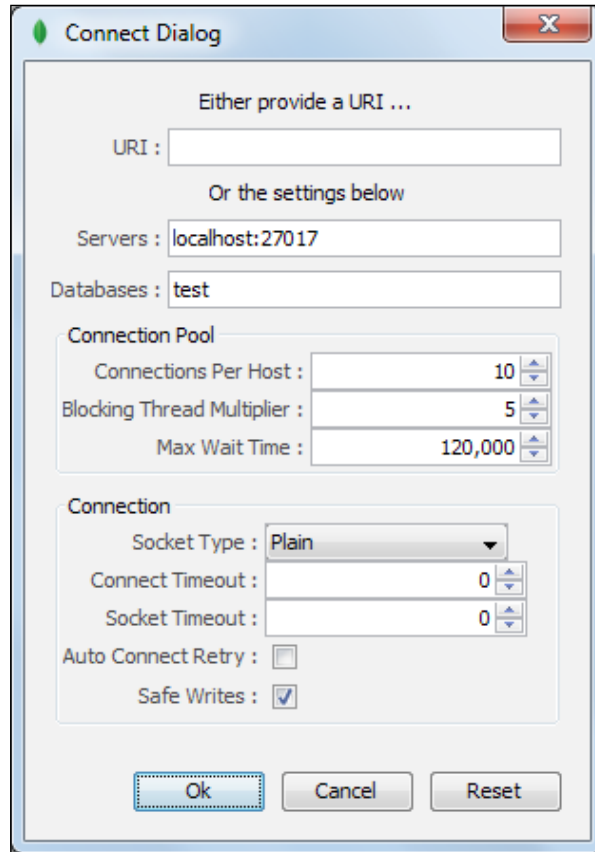 Connect Dialog
Either provide a URI ...
URI :
Or the settings below
Servers : localhost:27017
Databases : test
Connection Pool
Connections Per Host : 10
Blocking Thread Multiplier : 5
Max Wait Time : 120,000
Connection
Socket Type : Plain
Connect Timeout : 0
Socket Timeout : 0
Auto Connect Retry :
Safe Writes :
Ok Cancel Reset